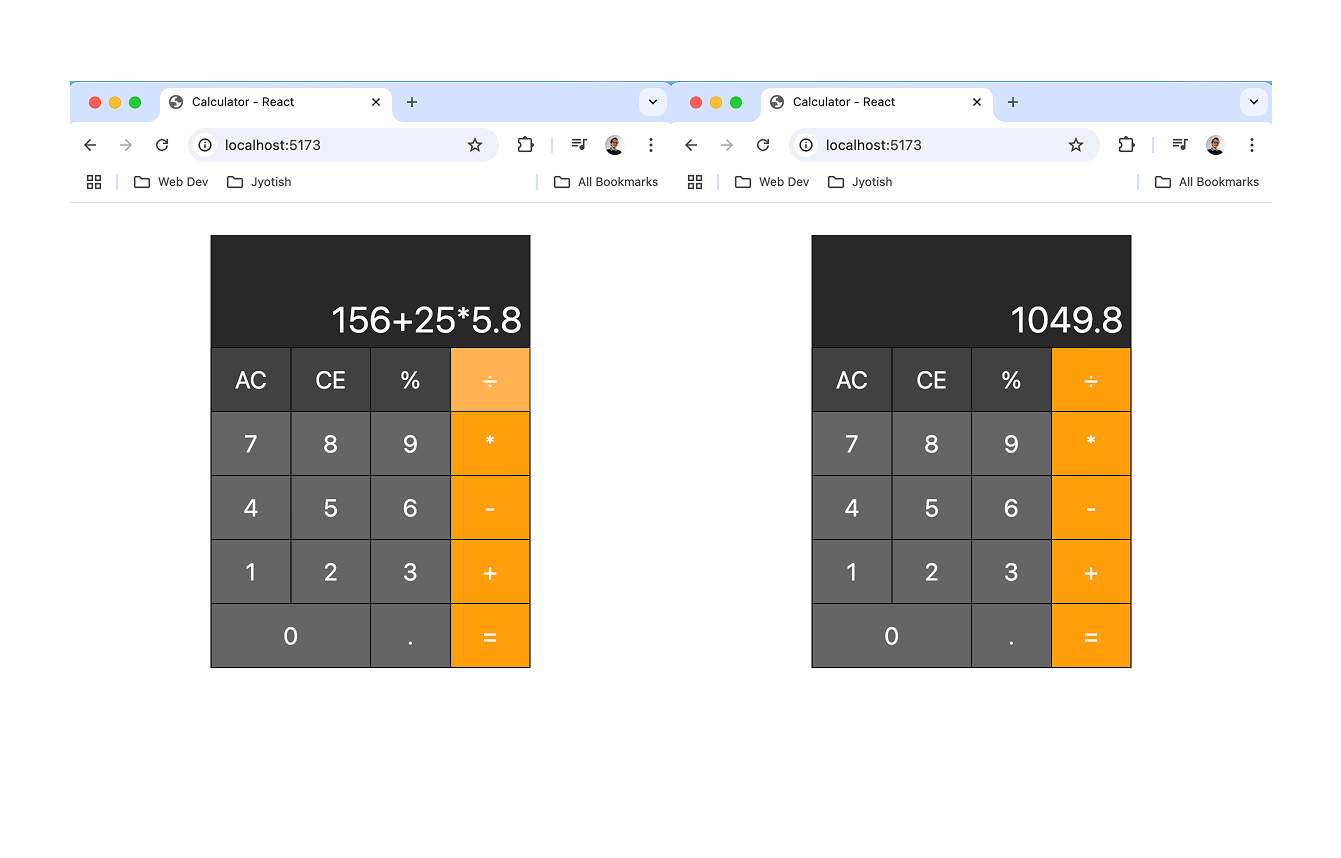 Calculator - React
localhost:5173
Web Dev Jyotish All Bookmarks
156+25*5.8
AC CE % ÷
7 8 9 *
4 5 6 -
1 2 3 +
0 . =
Calculator - React
localhost:5173
Web Dev Jyotish All Bookmarks
1049.8
AC CE % ÷
7 8 9 *
4 5 6 -
1 2 3 +
0 . =